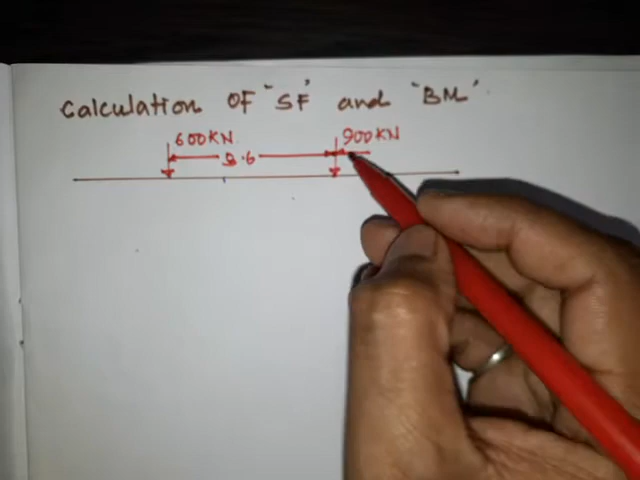 Calculation OF "SF" and "BM"
600KN 900KN